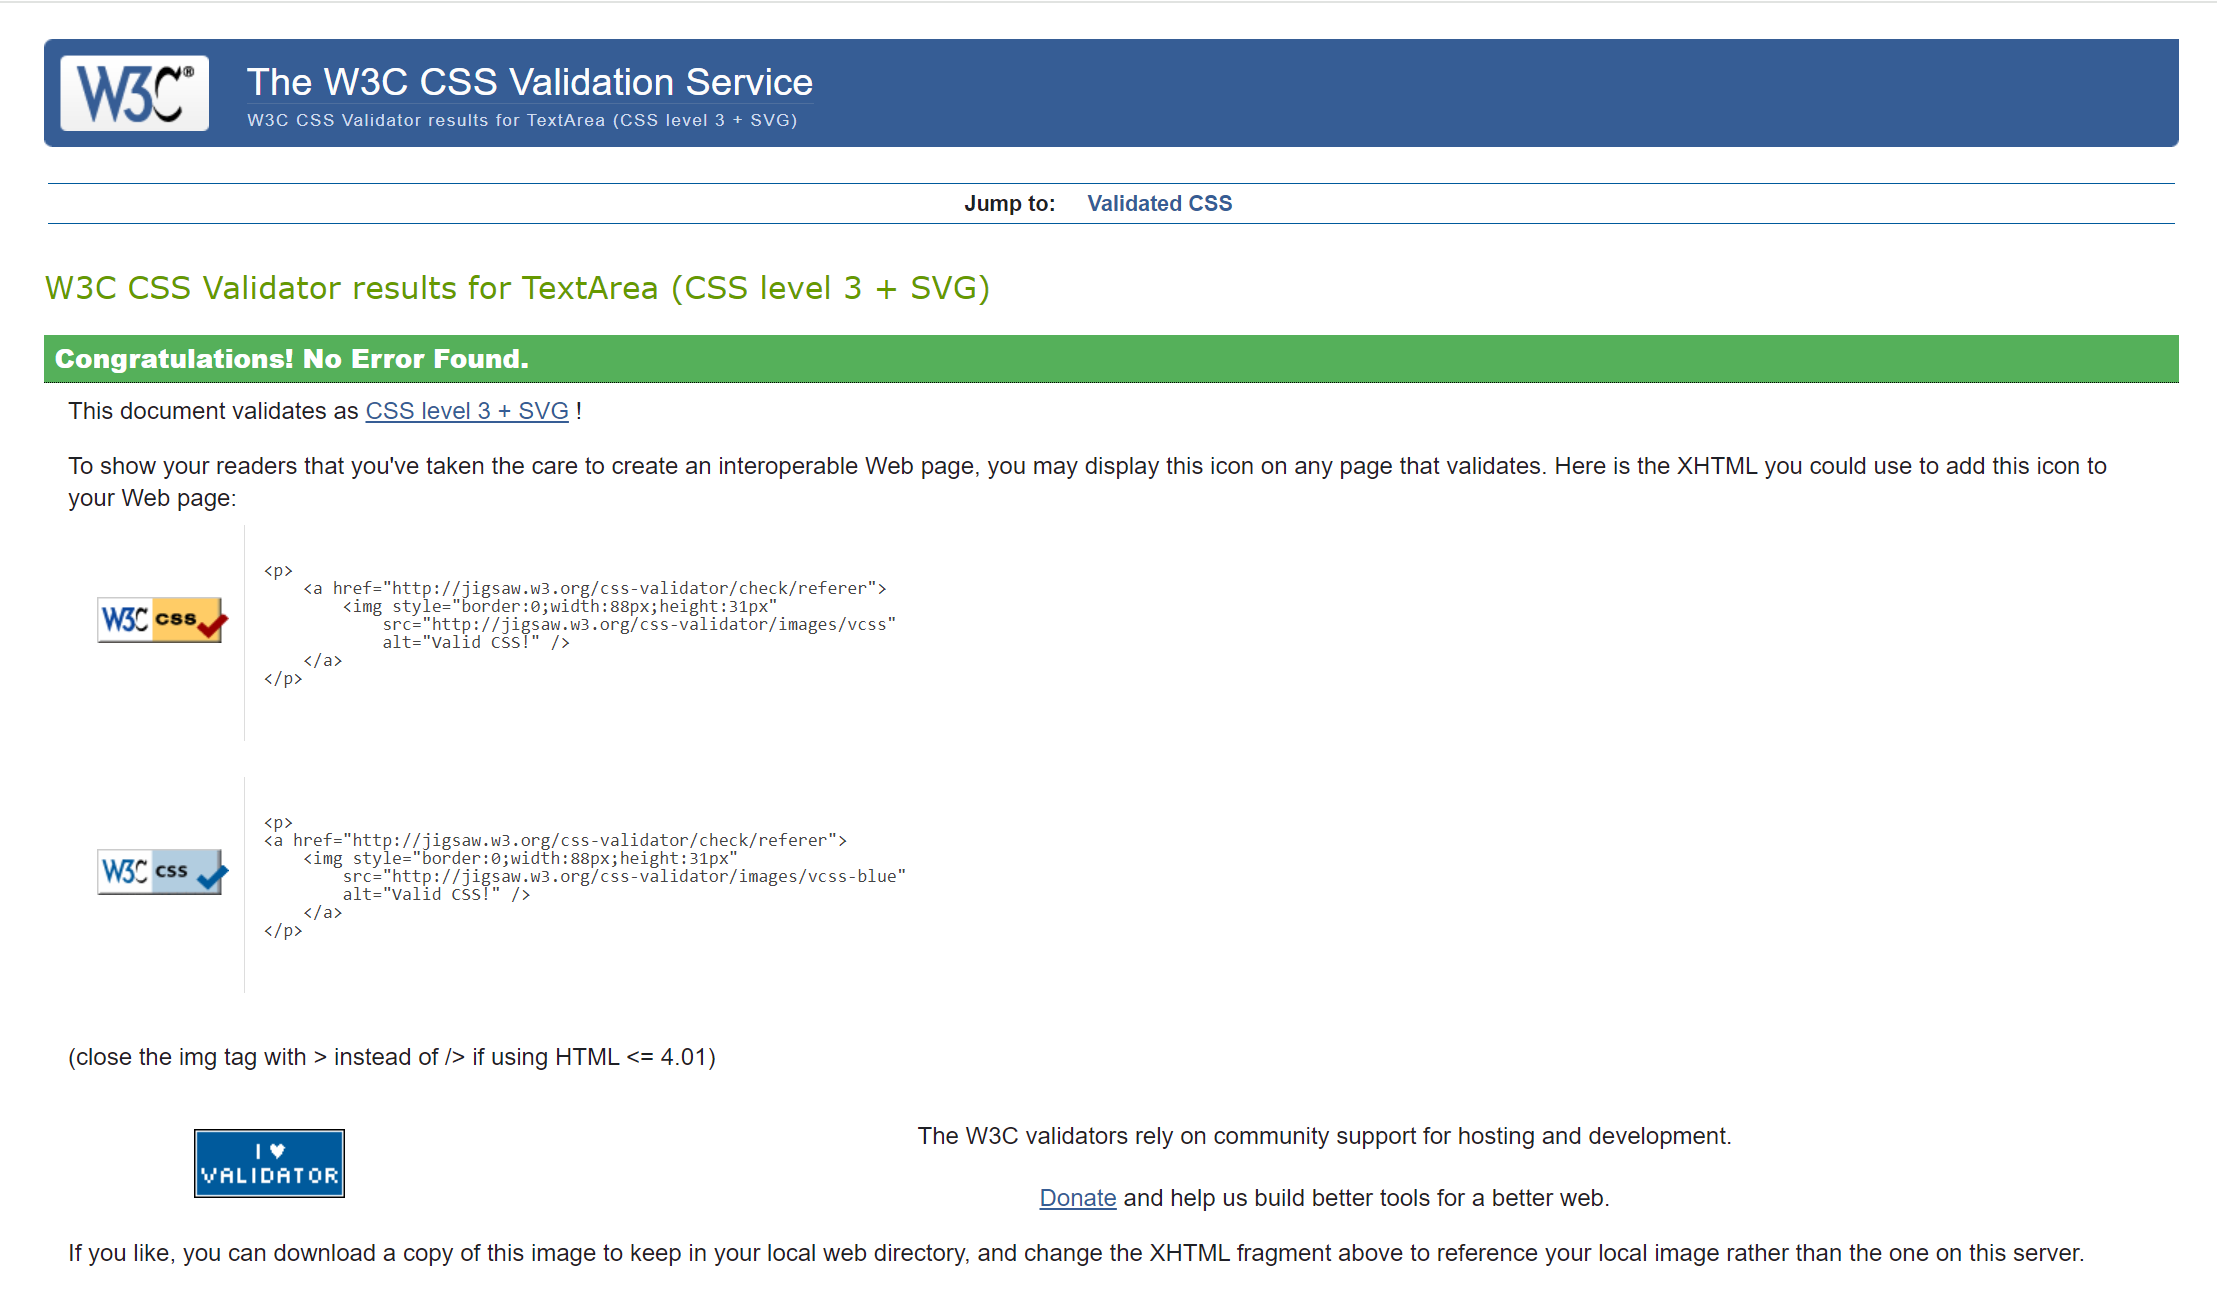 W3C®
The W3C CSS Validation Service
W3C CSS Validator results for TextArea (CSS level 3 + SVG)
Jump to: Validated CSS
W3C CSS Validator results for TextArea (CSS level 3 + SVG)
Congratulations! No Error Found.
This document validates as CSS level 3 + SVG !
To show your readers that you've taken the care to create an interoperable Web page, you may display this icon on any page that validates. Here is the XHTML you could use to add this icon to
your Web page:
W3C css
<p>
    <a href="http://jigsaw.w3.org/css-validator/check/referer">
        <img style="border:0;width:88px;height:31px"
            src="http://jigsaw.w3.org/css-validator/images/vcss"
            alt="Valid CSS!" />
    </a>
</p>
W3C css
<p>
<a href="http://jigsaw.w3.org/css-validator/check/referer">
    <img style="border:0;width:88px;height:31px"
        src="http://jigsaw.w3.org/css-validator/images/vcss-blue"
        alt="Valid CSS!" />
    </a>
</p>
(close the img tag with > instead of /> if using HTML <= 4.01)
I ♥
VALIDATOR
The W3C validators rely on community support for hosting and development.
Donate and help us build better tools for a better web.
If you like, you can download a copy of this image to keep in your local web directory, and change the XHTML fragment above to reference your local image rather than the one on this server.